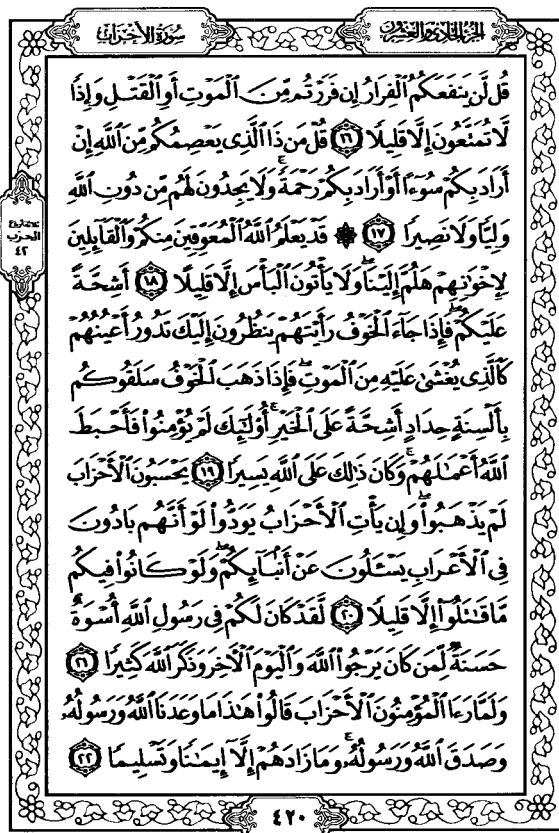 الجزء الحادي والعشرون
سورة الأحزاب
قُل لَّن يَنفَعَكُمُ ٱلْفِرَارُ إِن فَرَرْتُم مِّنَ ٱلْمَوْتِ أَوِ ٱلْقَتْلِ وَإِذًا
لَّا تُمَتَّعُونَ إِلَّا قَلِيلًا ١٦ قُلْ مَن ذَا ٱلَّذِى يَعْصِمُكُم مِّنَ ٱللَّهِ إِنْ
أَرَادَ بِكُمْ سُوٓءًا أَوْ أَرَادَ بِكُمْ رَحْمَةً ۚ وَلَا يَجِدُونَ لَهُم مِّن دُونِ ٱللَّهِ
وَلِيًّا وَلَا نَصِيرًا ١٧ ۞ قَدْ يَعْلَمُ ٱللَّهُ ٱلْمُعَوِّقِينَ مِنكُمْ وَٱلْقَآئِلِينَ
لِإِخْوَٰنِهِمْ هَلُمَّ إِلَيْنَا ۖ وَلَا يَأْتُونَ ٱلْبَأْسَ إِلَّا قَلِيلًا ١٨ أَشِحَّةً
عَلَيْكُمْ ۖ فَإِذَا جَآءَ ٱلْخَوْفُ رَأَيْتَهُمْ يَنظُرُونَ إِلَيْكَ تَدُورُ أَعْيُنُهُمْ
كَٱلَّذِى يُغْشَىٰ عَلَيْهِ مِنَ ٱلْمَوْتِ ۖ فَإِذَا ذَهَبَ ٱلْخَوْفُ سَلَقُوكُم
بِأَلْسِنَةٍ حِدَادٍ أَشِحَّةً عَلَى ٱلْخَيْرِ ۚ أُو۟لَٰٓئِكَ لَمْ يُؤْمِنُوا۟ فَأَحْبَطَ
ٱللَّهُ أَعْمَٰلَهُمْ ۚ وَكَانَ ذَٰلِكَ عَلَى ٱللَّهِ يَسِيرًا ١٩ يَحْسَبُونَ ٱلْأَحْزَابَ
لَمْ يَذْهَبُوا۟ ۖ وَإِن يَأْتِ ٱلْأَحْزَابُ يَوَدُّوا۟ لَوْ أَنَّهُم بَادُونَ
فِى ٱلْأَعْرَابِ يَسْـَٔلُونَ عَنْ أَنۢبَآئِكُمْ ۖ وَلَوْ كَانُوا۟ فِيكُم
مَّا قَٰتَلُوٓا۟ إِلَّا قَلِيلًا ٢٠ لَّقَدْ كَانَ لَكُمْ فِى رَسُولِ ٱللَّهِ أُسْوَةٌ
حَسَنَةٌ لِّمَن كَانَ يَرْجُوا۟ ٱللَّهَ وَٱلْيَوْمَ ٱلْءَاخِرَ وَذَكَرَ ٱللَّهَ كَثِيرًا ٢١
وَلَمَّا رَءَا ٱلْمُؤْمِنُونَ ٱلْأَحْزَابَ قَالُوا۟ هَٰذَا مَا وَعَدَنَا ٱللَّهُ وَرَسُولُهُۥ
وَصَدَقَ ٱللَّهُ وَرَسُولُهُۥ ۚ وَمَا زَادَهُمْ إِلَّآ إِيمَٰنًا وَتَسْلِيمًا ٢٢
الحزب
٤٢
٤٢٠